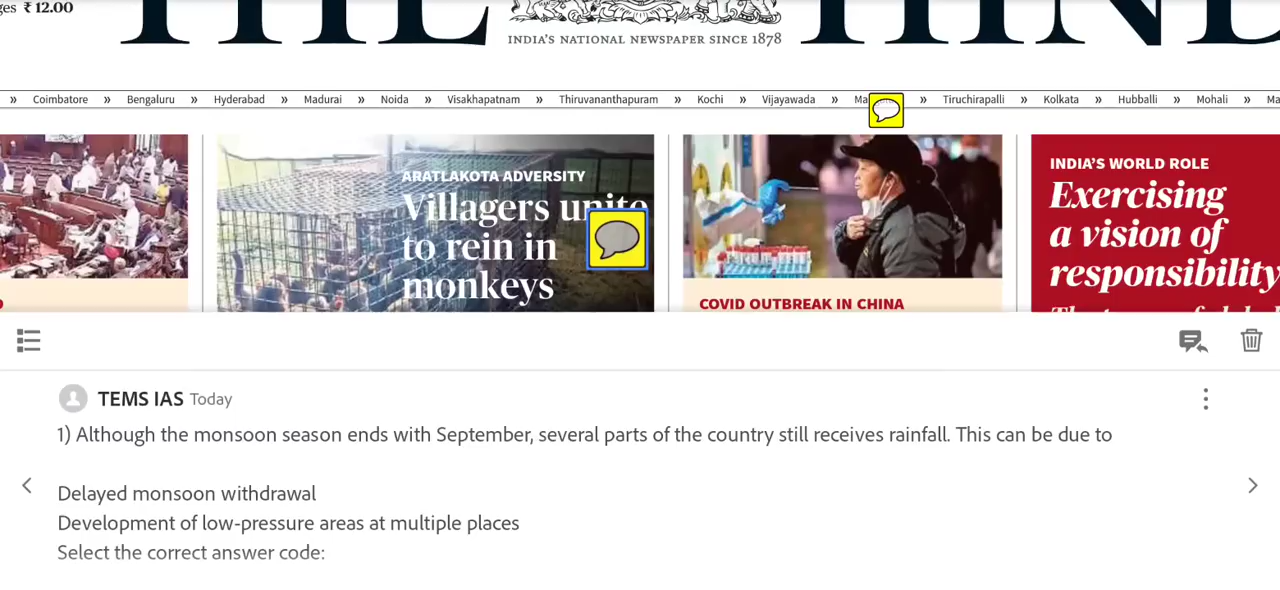 ges ₹ 12.00
THE HIND
INDIA'S NATIONAL NEWSPAPER SINCE 1878
» Coimbatore » Bengaluru » Hyderabad » Madurai » Noida » Visakhapatnam » Thiruvananthapuram » Kochi » Vijayawada » Ma » Tiruchirapalli » Kolkata » Hubballi » Mohali » Ma
ARATLAKOTA ADVERSITY
Villagers unite
to rein in
monkeys
COVID OUTBREAK IN CHINA
INDIA'S WORLD ROLE
Exercising
a vision of
responsibility
TEMS IAS Today
1) Although the monsoon season ends with September, several parts of the country still receives rainfall. This can be due to
Delayed monsoon withdrawal
Development of low-pressure areas at multiple places
Select the correct answer code: